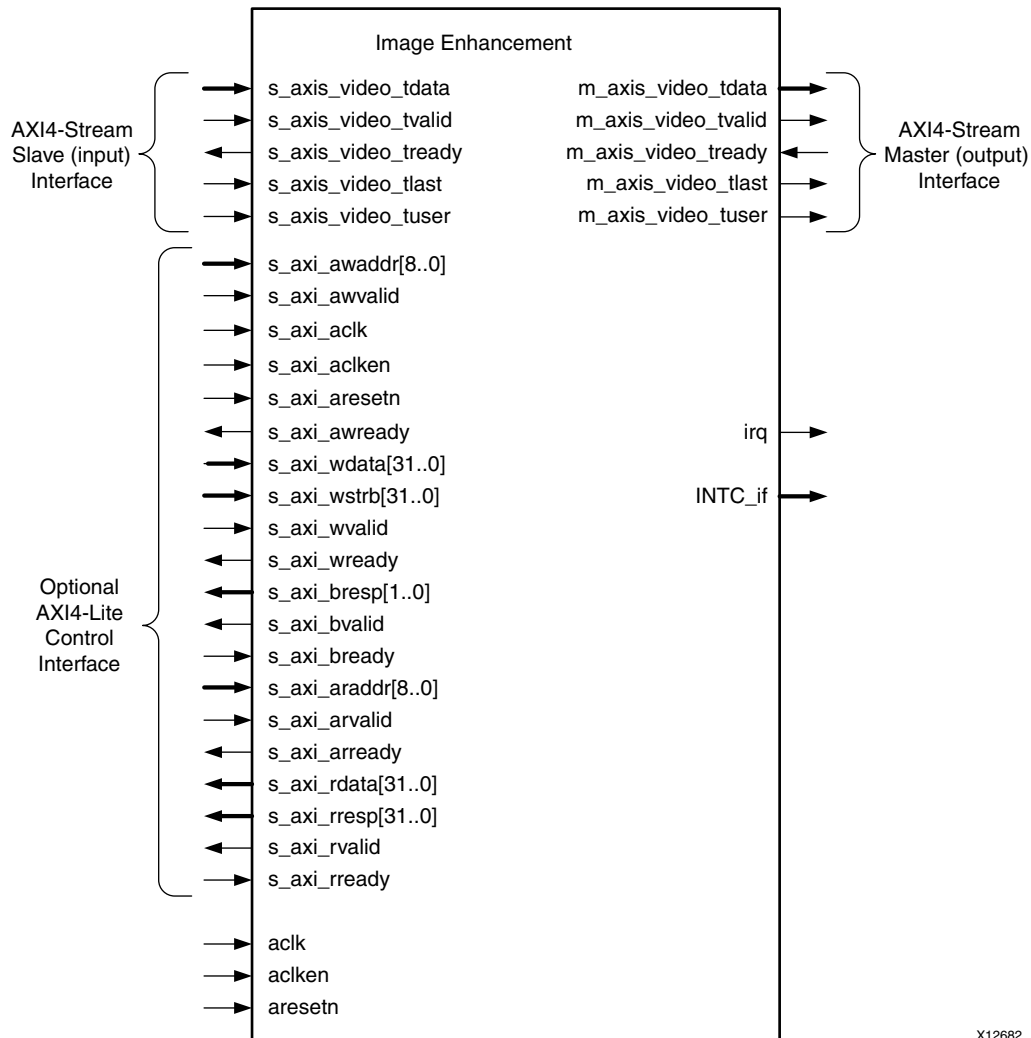 Image Enhancement
AXI4-Stream
Slave (input)
Interface
s_axis_video_tdata
s_axis_video_tvalid
s_axis_video_tready
s_axis_video_tlast
s_axis_video_tuser
m_axis_video_tdata
m_axis_video_tvalid
m_axis_video_tready
m_axis_video_tlast
m_axis_video_tuser
AXI4-Stream
Master (output)
Interface
Optional
AXI4-Lite
Control
Interface
s_axi_awaddr[8..0]
s_axi_awvalid
s_axi_aclk
s_axi_aclken
s_axi_aresetn
s_axi_awready
s_axi_wdata[31..0]
s_axi_wstrb[31..0]
s_axi_wvalid
s_axi_wready
s_axi_bresp[1..0]
s_axi_bvalid
s_axi_bready
s_axi_araddr[8..0]
s_axi_arvalid
s_axi_arready
s_axi_rdata[31..0]
s_axi_rresp[31..0]
s_axi_rvalid
s_axi_rready
irq
INTC_if
aclk
aclken
aresetn
X12682